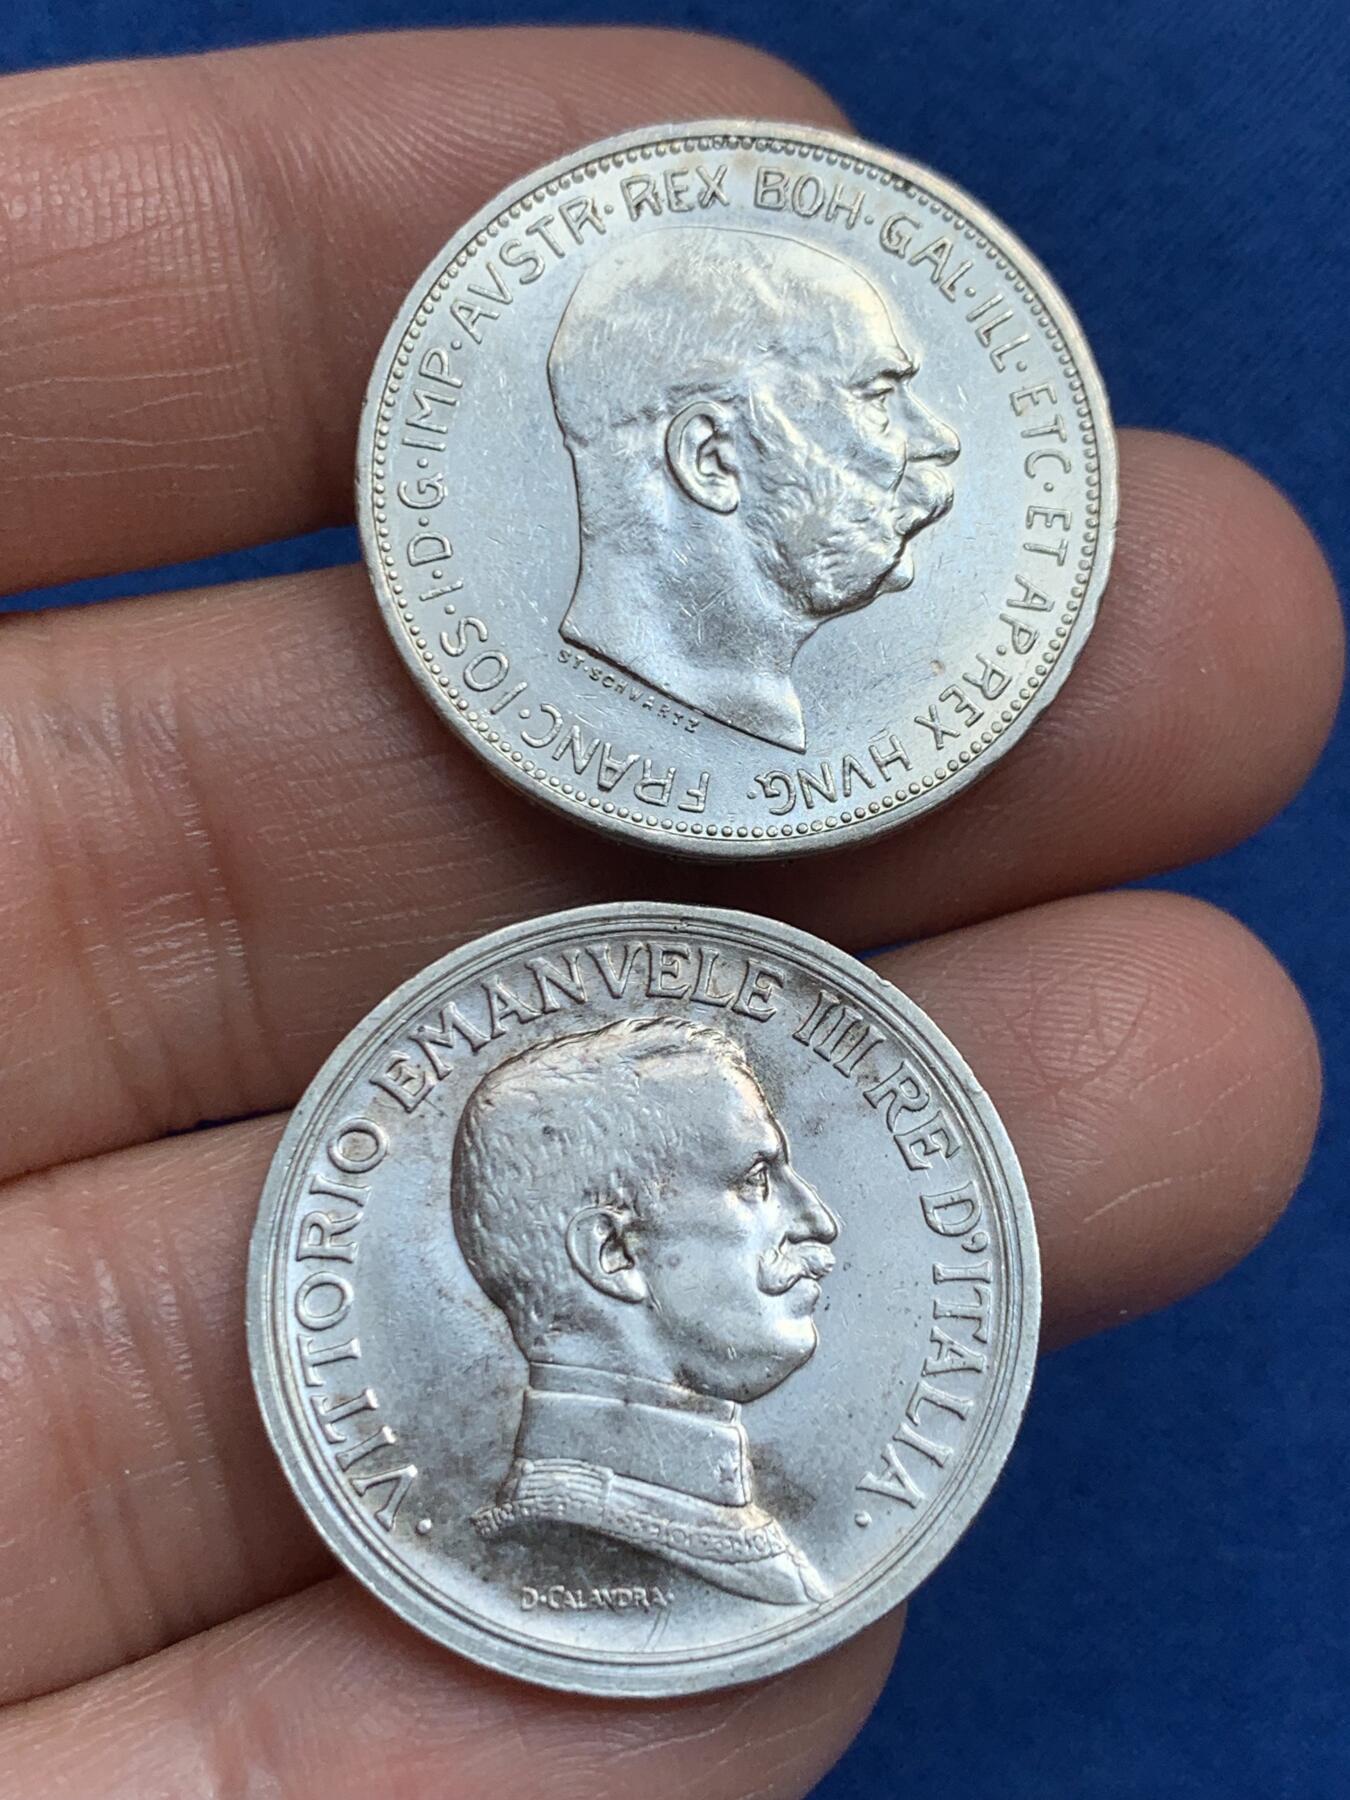 FRANC·IOS·I·D·G·IMP·AVSTR·REX BOH·GAL·ILL·ETC·ET AP·REX HVNG·
ST·SCHWARTZ
·VITTORIO EMANVELE III RE D'ITALIA·
D·CALANDRA·